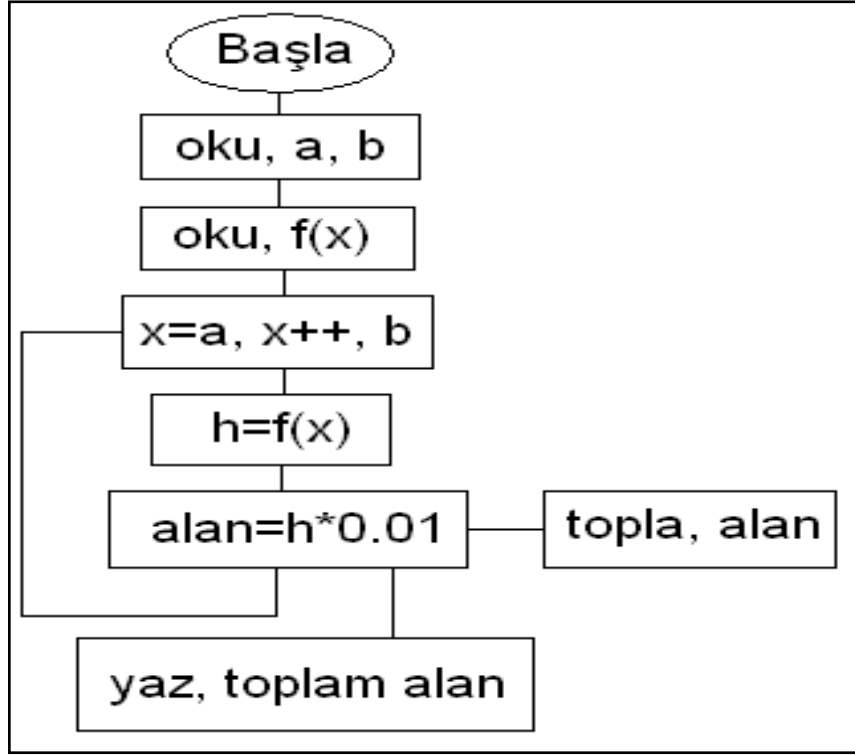 Başla
oku, a, b
oku, f(x)
x=a, x++, b
h=f(x)
alan=h*0.01
topla, alan
yaz, toplam alan